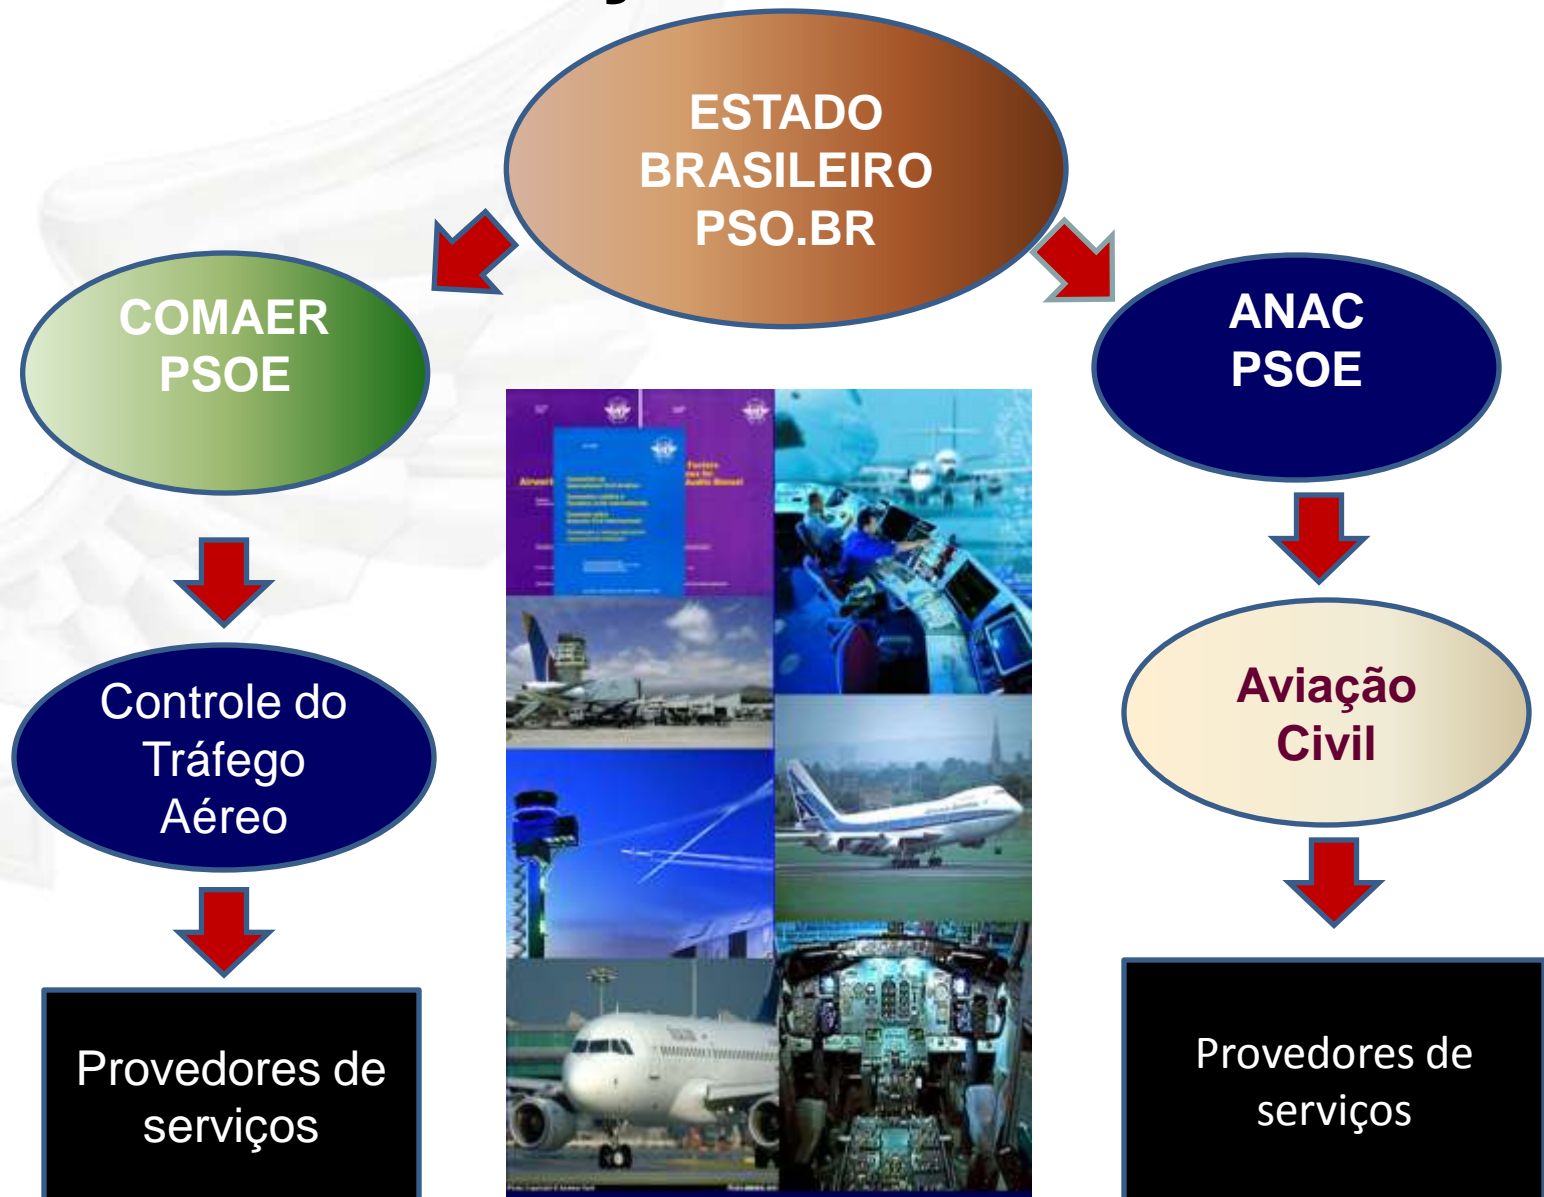 ESTADO
BRASILEIRO
PSO.BR
COMAER
PSOE
ANAC
PSOE
Controle do
Tráfego
Aéreo
Aviação
Civil
Provedores de
serviços
Provedores de
serviços